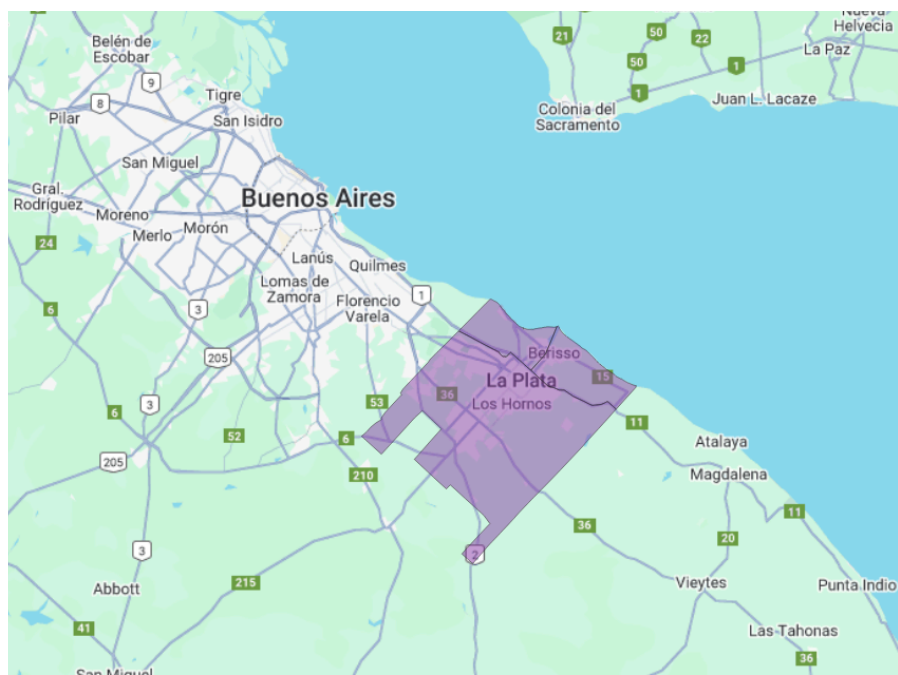 Belén de
Escobar
9
8
Pilar
Tigre
San Isidro
San Miguel
Gral.
Rodríguez
Moreno
Merlo
Morón
Buenos Aires
24
Lanús
Quilmes
Lomas de
Zamora
Florencio
Varela
1
6
3
205
21
50
22
50
1
1
Nueva
Helvecia
La Paz
Colonia del
Sacramento
Juan L. Lacaze
Berisso
La Plata
15
36
Los Hornos
53
11
3
6
52
6
205
210
Atalaya
Magdalena
11
36
20
2
3
215
Abbott
Vieytes
Punta Indio
41
Las Tahonas
36
San Miguel